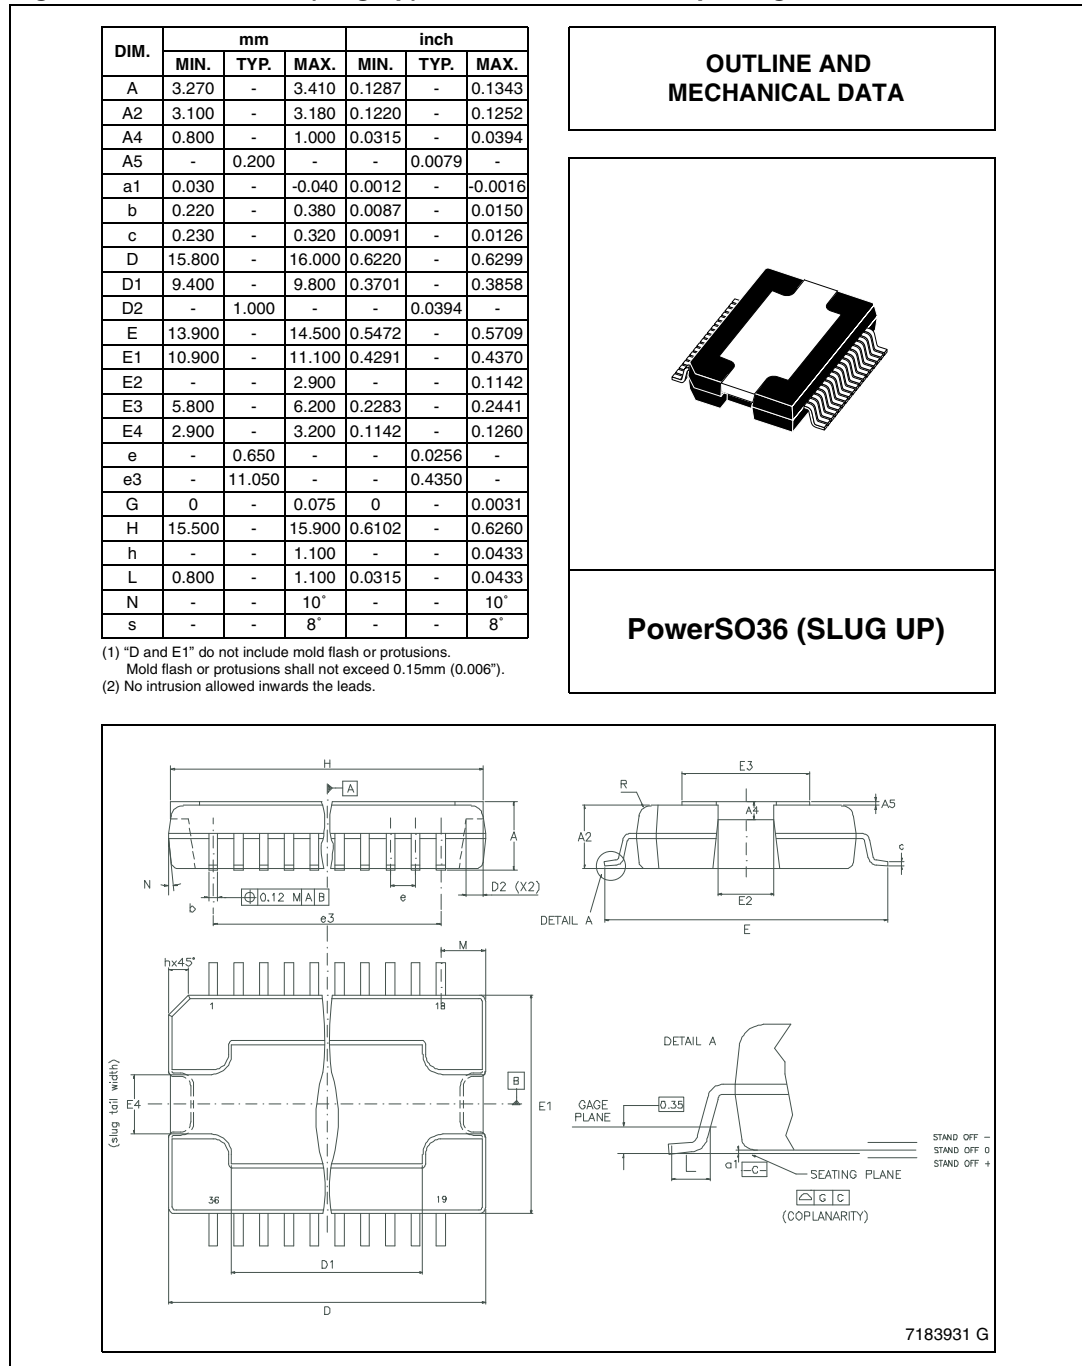 DIM. mm inch
MIN. TYP. MAX. MIN. TYP. MAX.
A 3.270 - 3.410 0.1287 - 0.1343
A2 3.100 - 3.180 0.1220 - 0.1252
A4 0.800 - 1.000 0.0315 - 0.0394
A5 - 0.200 - - 0.0079 -
a1 0.030 - -0.040 0.0012 - -0.0016
b 0.220 - 0.380 0.0087 - 0.0150
c 0.230 - 0.320 0.0091 - 0.0126
D 15.800 - 16.000 0.6220 - 0.6299
D1 9.400 - 9.800 0.3701 - 0.3858
D2 - 1.000 - - 0.0394 -
E 13.900 - 14.500 0.5472 - 0.5709
E1 10.900 - 11.100 0.4291 - 0.4370
E2 - - 2.900 - - 0.1142
E3 5.800 - 6.200 0.2283 - 0.2441
E4 2.900 - 3.200 0.1142 - 0.1260
e - 0.650 - - 0.0256 -
e3 - 11.050 - - 0.4350 -
G 0 - 0.075 0 - 0.0031
H 15.500 - 15.900 0.6102 - 0.6260
h - - 1.100 - - 0.0433
L 0.800 - 1.100 0.0315 - 0.0433
N - - 10˚ - - 10˚
s - - 8˚ - - 8˚
(1) “D and E1” do not include mold flash or protusions.
Mold flash or protusions shall not exceed 0.15mm (0.006”).
(2) No intrusion allowed inwards the leads.
OUTLINE AND
MECHANICAL DATA
PowerSO36 (SLUG UP)
H
A
A
N
b
0.12 M A B
e
D2 (X2)
e3
E3
R
A4
A5
A2
c
E2
DETAIL A
E
M
hx45°
1
18
(slug tail width)
E4
B
E1
36
19
D1
D
DETAIL A
GAGE
PLANE
0.35
L
a1
-C-
SEATING PLANE
G C
(COPLANARITY)
STAND OFF -
STAND OFF 0
STAND OFF +
7183931 G